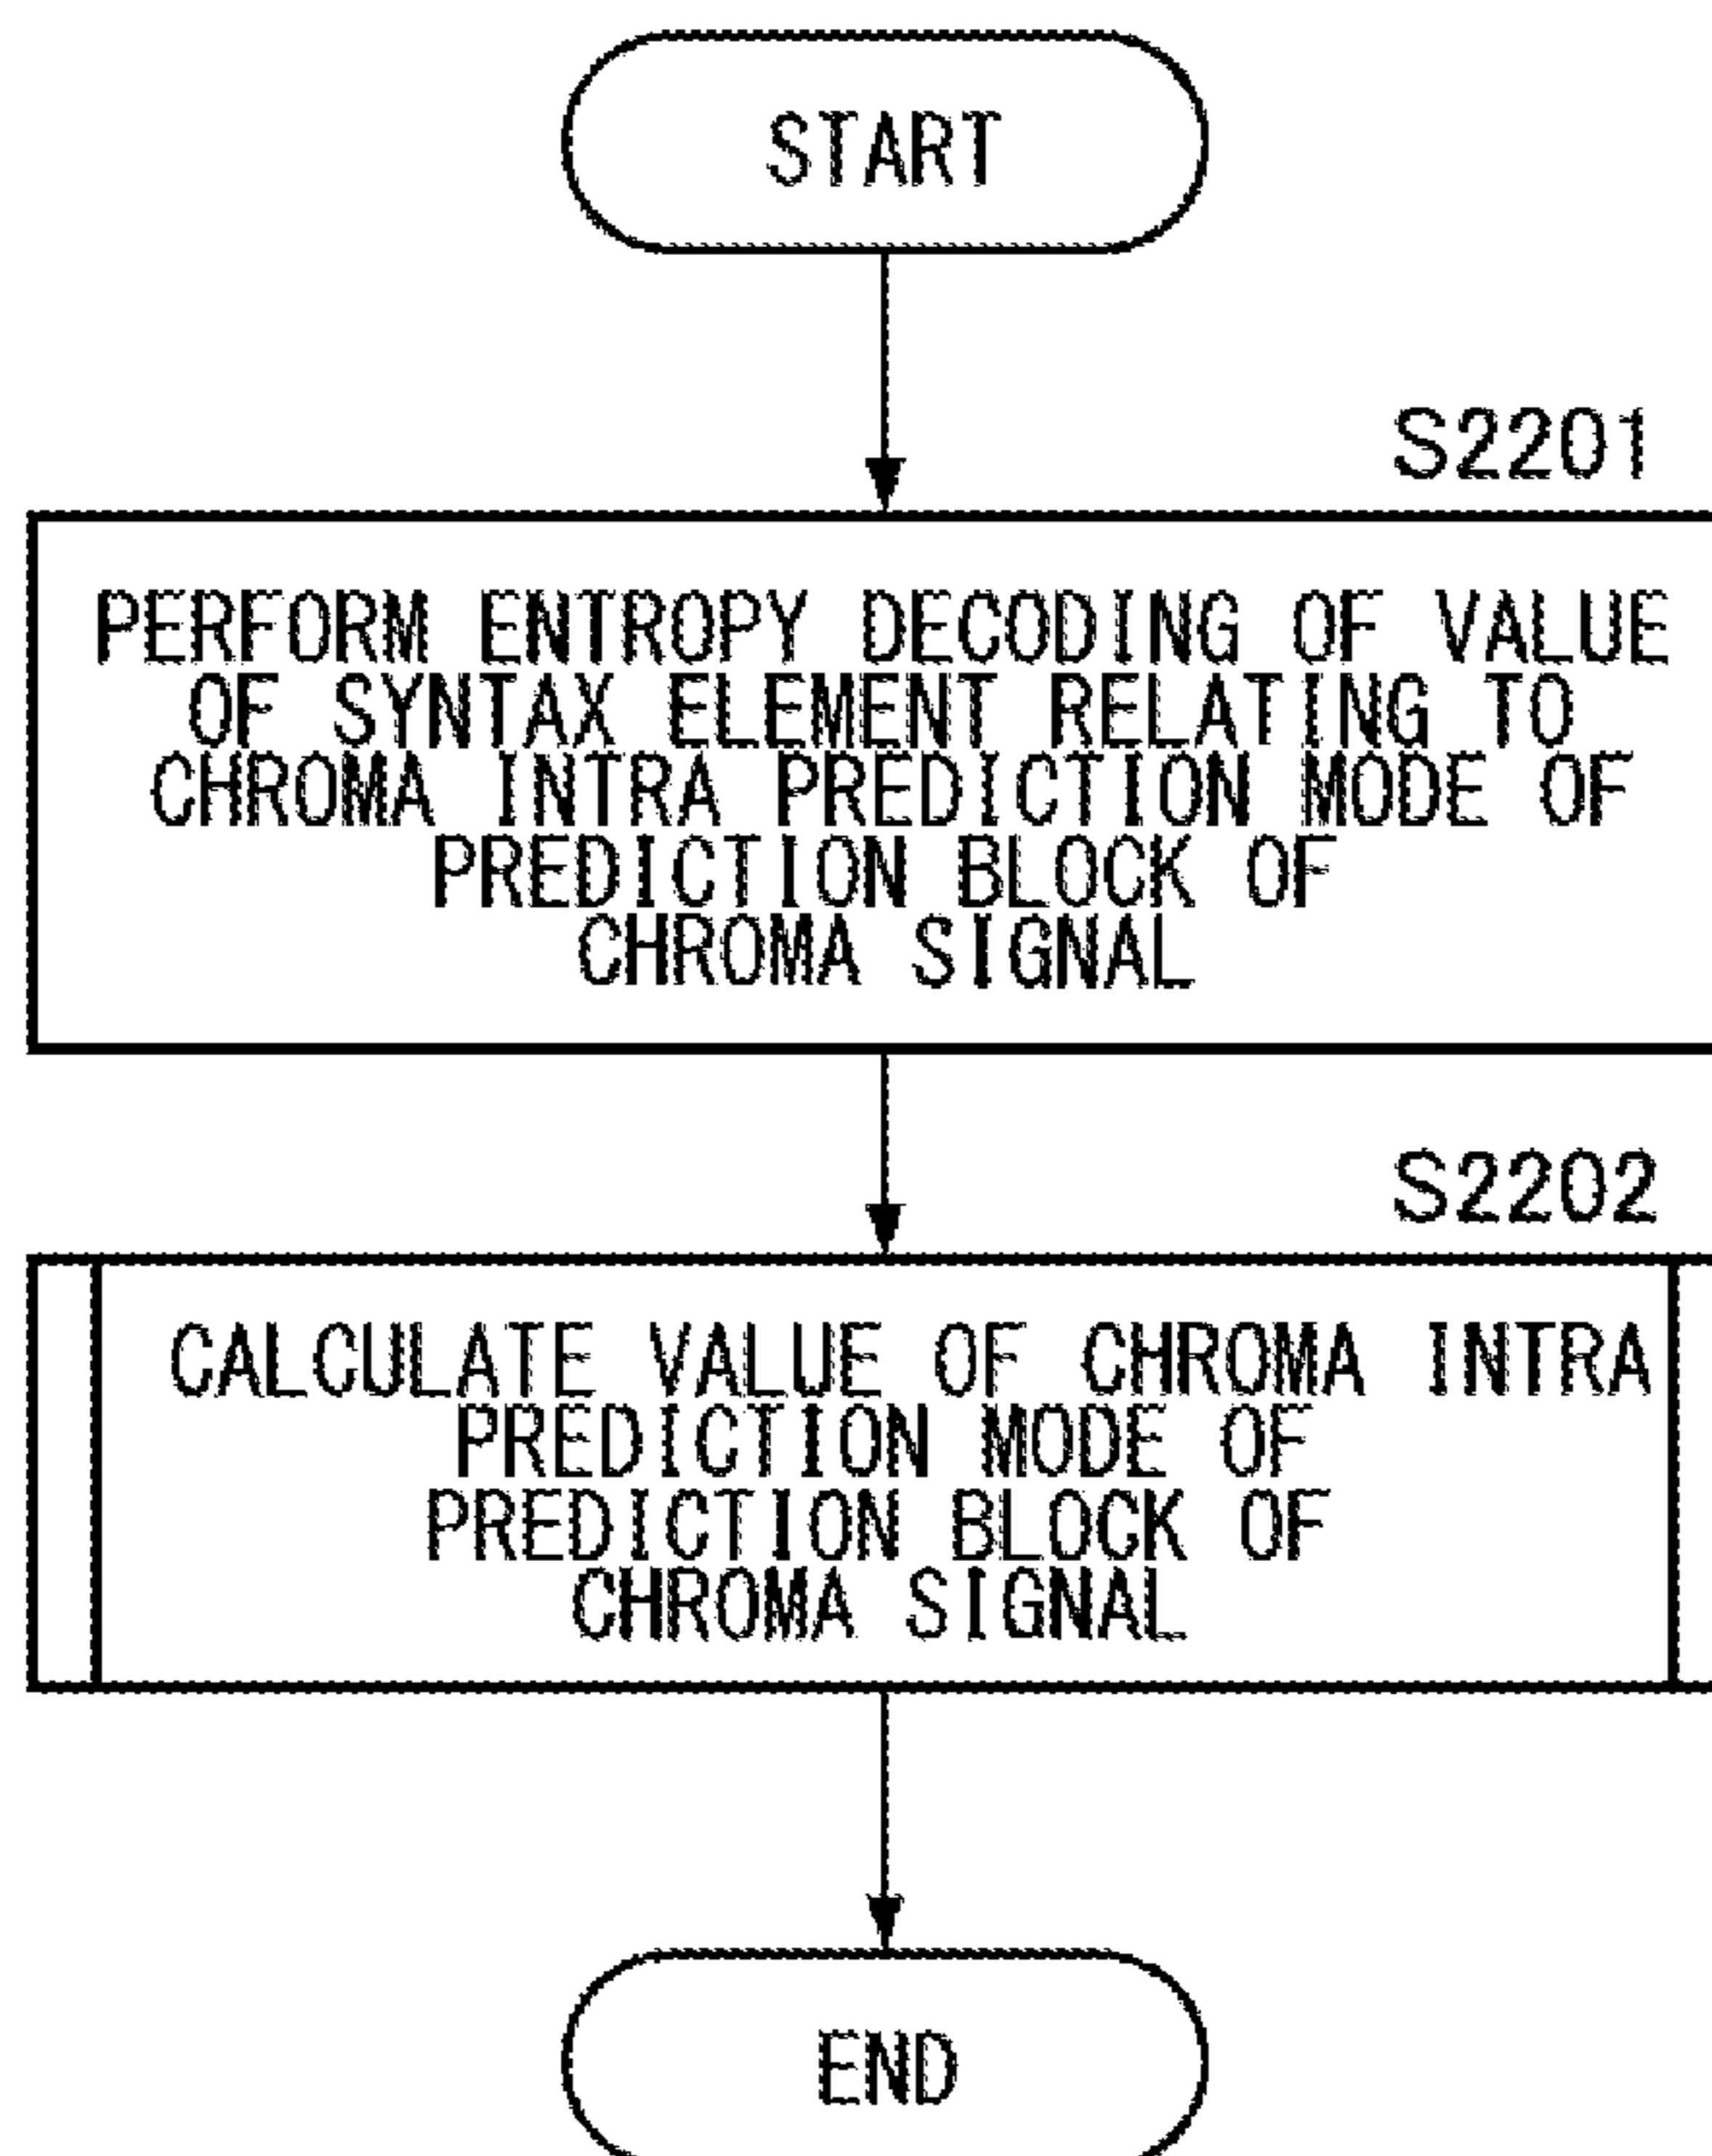 START
S2201
PERFORM ENTROPY DECODING OF VALUE
OF SYNTAX ELEMENT RELATING TO
CHROMA INTRA PREDICTION MODE OF
PREDICTION BLOCK OF
CHROMA SIGNAL
S2202
CALCULATE VALUE OF CHROMA INTRA
PREDICTION MODE OF
PREDICTION BLOCK OF
CHROMA SIGNAL
END